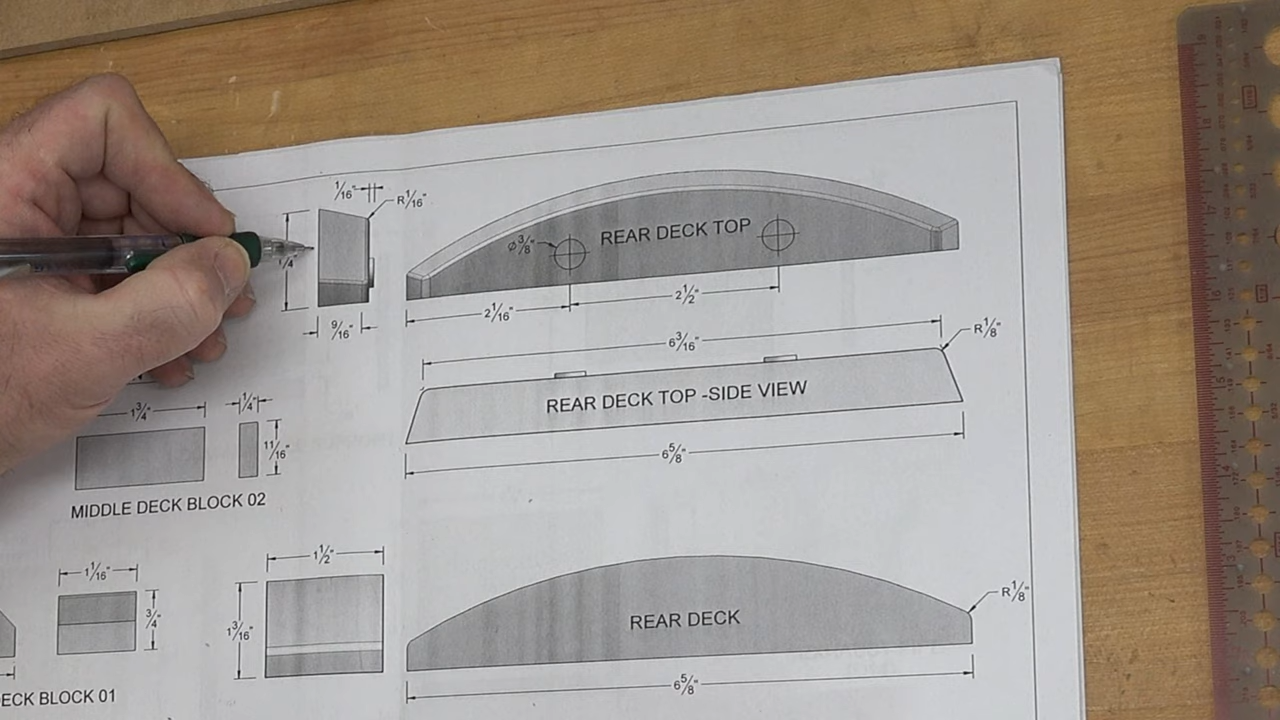 1/16"
R1/16"
REAR DECK TOP
Ø3/8"
2 1/16"
2 1/2"
9/16"
6 3/16"
R1/8"
REAR DECK TOP -SIDE VIEW
6 5/8"
1 3/4"
1/4"
11/16"
MIDDLE DECK BLOCK 02
1 1/16"
3/4"
1 1/2"
1 3/16"
REAR DECK
R1/8"
6 5/8"
ECK BLOCK 01